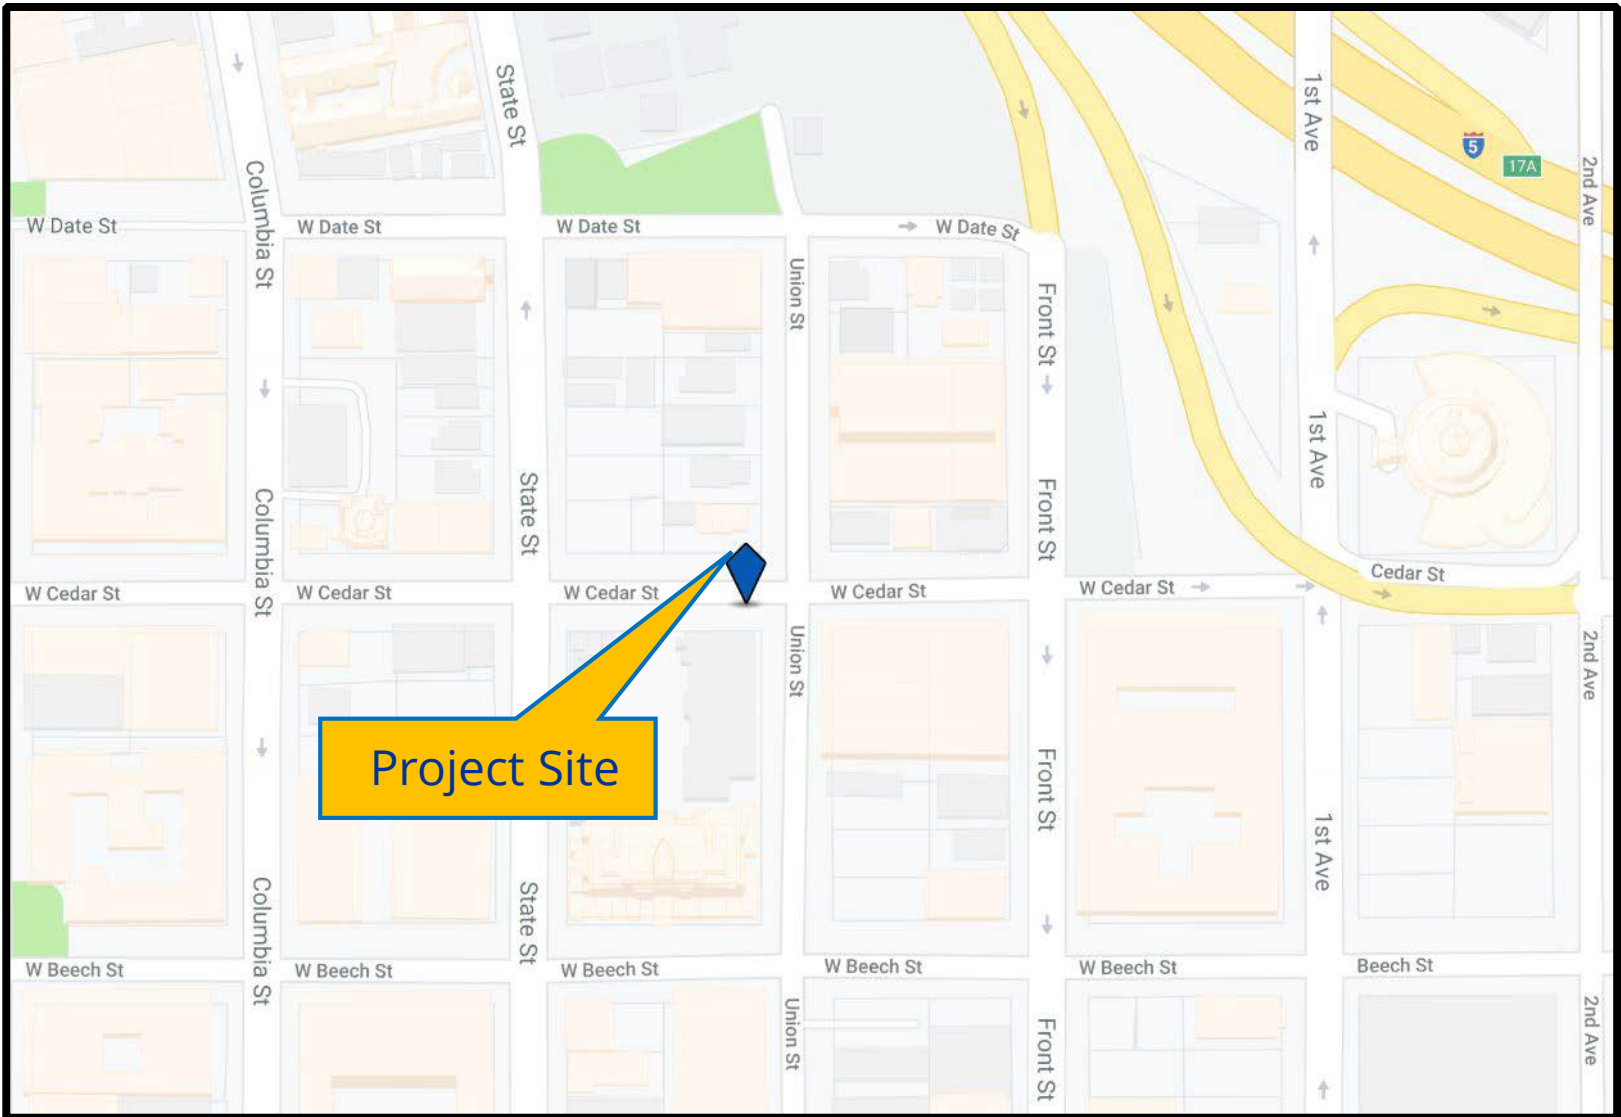 State St
1st Ave
5
17A
2nd Ave
Columbia St
W Date St
W Date St
W Date St
W Date St
Union St
Front St
1st Ave
State St
Columbia St
Front St
W Cedar St
W Cedar St
W Cedar St
W Cedar St
W Cedar St
Cedar St
Union St
2nd Ave
Project Site
Front St
1st Ave
Columbia St
State St
W Beech St
W Beech St
W Beech St
W Beech St
W Beech St
Beech St
Union St
Front St
2nd Ave